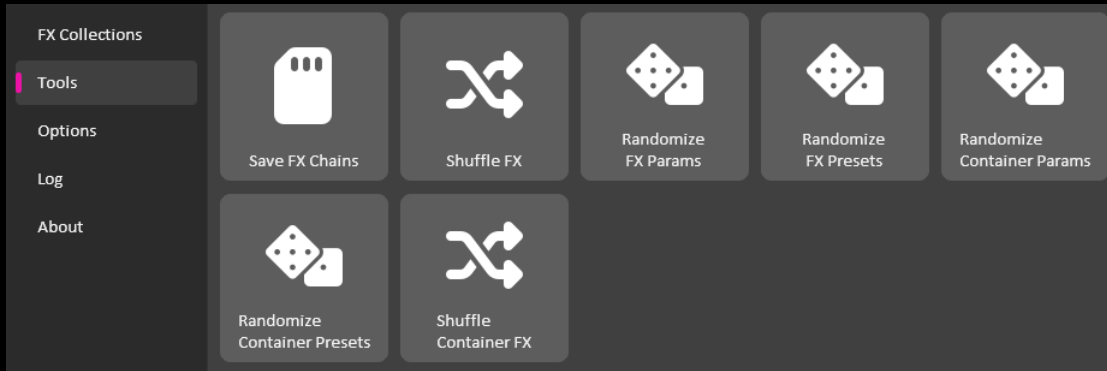 FX Collections
Tools
Options
Log
About
Save FX Chains
Shuffle FX
Randomize
FX Params
Randomize
FX Presets
Randomize
Container Params
Randomize
Container Presets
Shuffle
Container FX